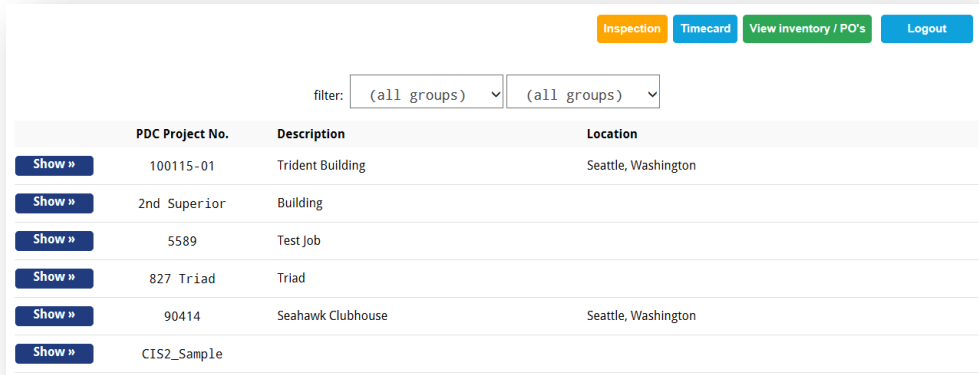 Inspection Timecard View inventory / PO's Logout
filter: (all groups) (all groups)
PDC Project No. Description Location
Show » 100115-01 Trident Building Seattle, Washington
Show » 2nd Superior Building
Show » 5589 Test Job
Show » 827 Triad Triad
Show » 90414 Seahawk Clubhouse Seattle, Washington
Show » CIS2_Sample